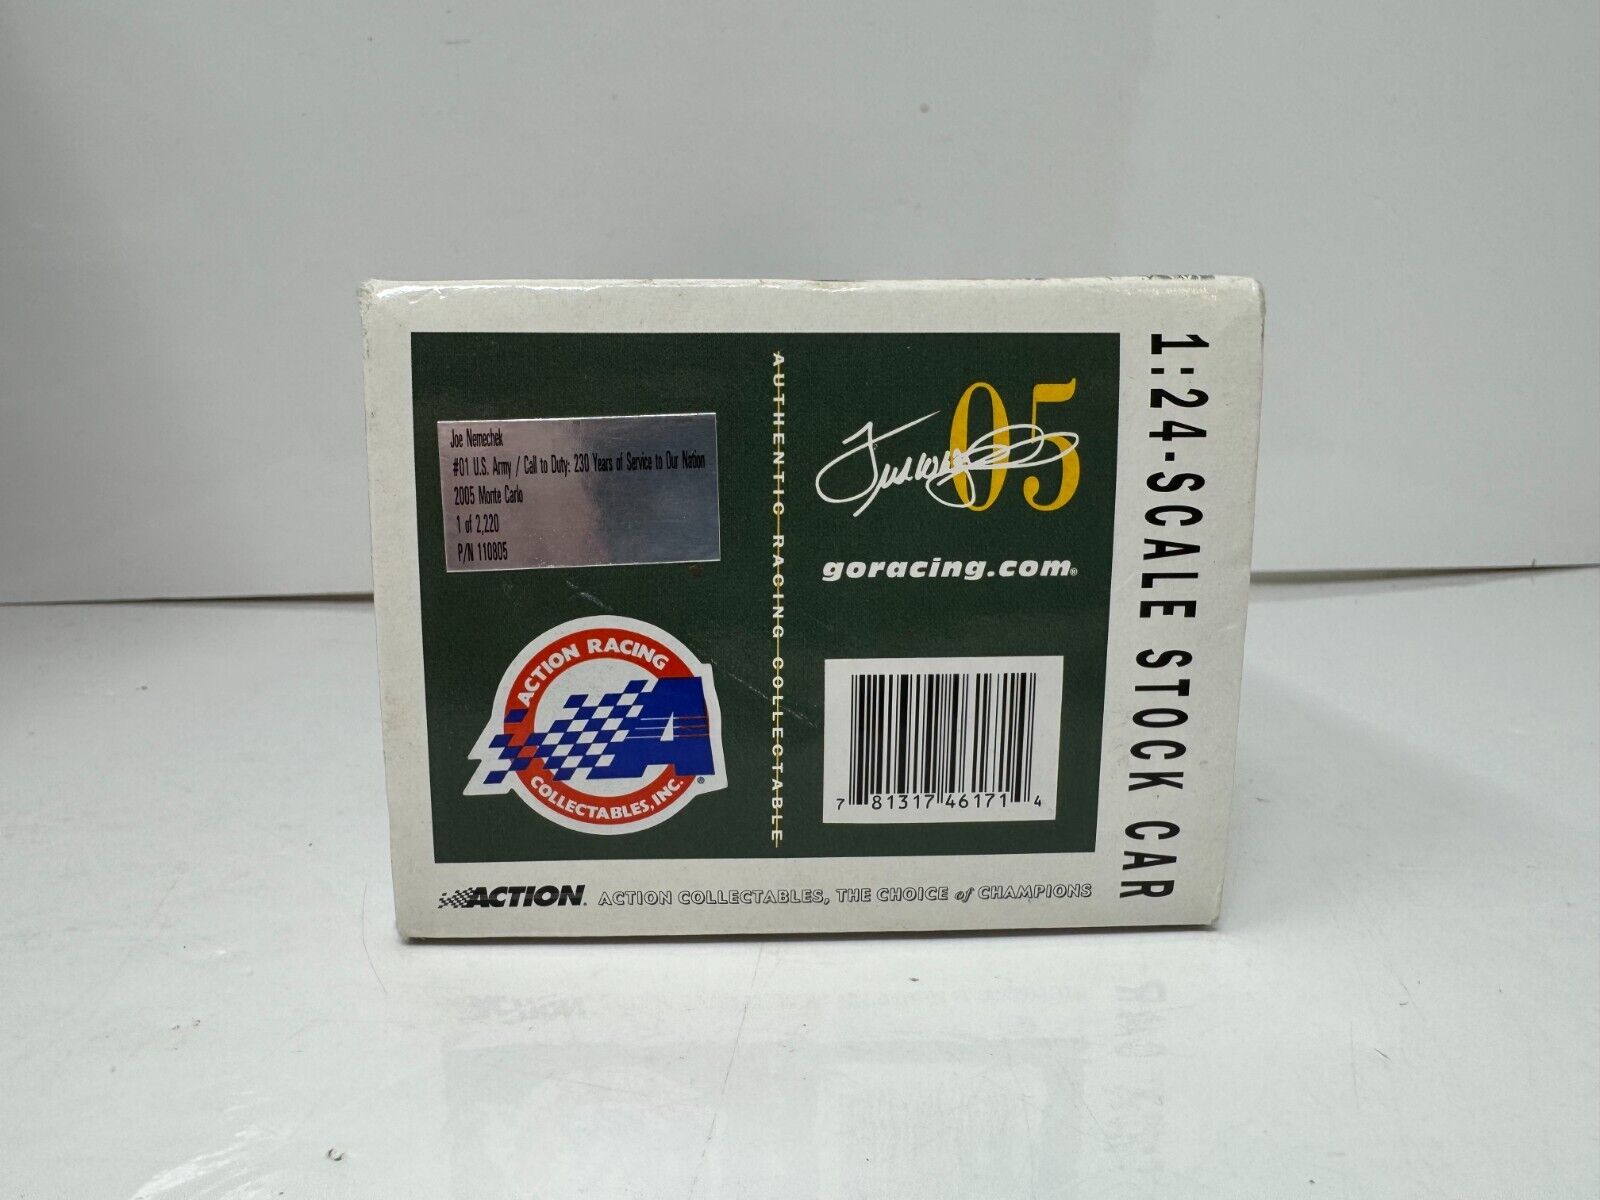 Joe Nemechek
#01 U.S. Army / Call to Duty: 230 Years of Service to Our Nation
2005 Monte Carlo
1 of 2,220
P/N 110805
ACTION RACING
COLLECTABLES, INC.
A
®
AUTHENTIC RACING COLLECTABLE
05
goracing.com®
7 81317 46171 4
1:24-SCALE STOCK CAR
ACTION. ACTION COLLECTABLES, THE CHOICE of CHAMPIONS